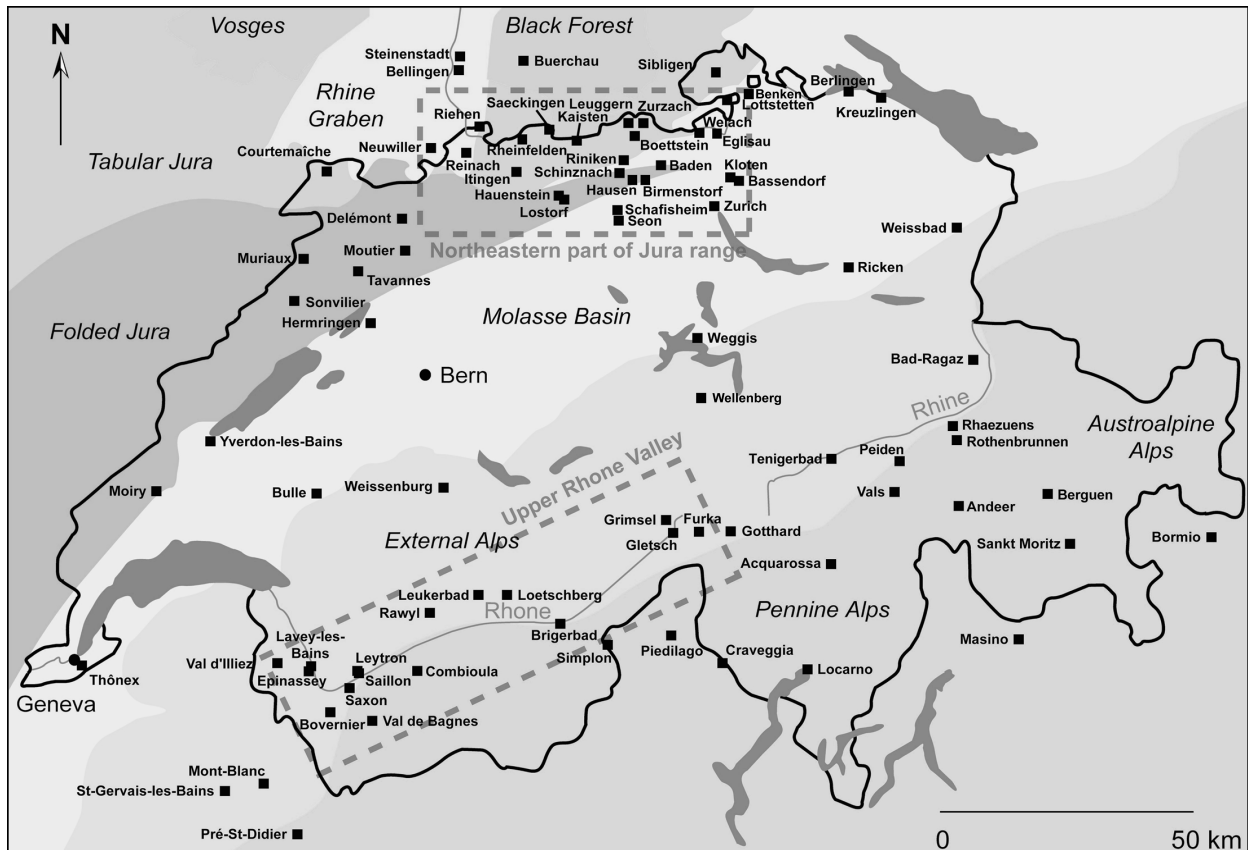 Vosges
Black Forest
N
Steinenstadt
Bellingen
Buerchau
Sibligen
Berlingen
Benken
Lottstetten
Kreuzlingen
Rhine
Graben
Saeckingen
Leuggern
Zurzach
Kaisten
Riehen
Weiach
Eglisau
Tabular Jura
Courtemaîche
Neuwiller
Rheinfelden
Boettstein
Reinach
Riniken
Baden
Kloten
Itingen
Schinznach
Bassendorf
Hausen
Birmenstorf
Hauenstein
Lostorf
Schafisheim
Zurich
Seon
Delémont
Northeastern part of Jura range
Weissbad
Moutier
Muriaux
Tavannes
Ricken
Sonvilier
Hermringen
Folded Jura
Molasse Basin
Weggis
Bad-Ragaz
Bern
Wellenberg
Rhine
Austroalpine
Alps
Rhaezuens
Rothenbrunnen
Yverdon-les-Bains
Tenigerbad
Peiden
Upper Rhone Valley
Moiry
Bulle
Weissenburg
Vals
Andeer
Berguen
Grimsel
Furka
Gletsch
Gotthard
External Alps
Sankt Moritz
Bormio
Acquarossa
Leukerbad
Loetschberg
Rawyl
Rhone
Pennine Alps
Brigerbad
Simplon
Piedilago
Craveggia
Masino
Locarno
Lavey-les-
Bains
Val d'Illiez
Epinassey
Leytron
Saillon
Combioula
Saxon
Thônex
Geneva
Bovernier
Val de Bagnes
Mont-Blanc
St-Gervais-les-Bains
Pré-St-Didier
0
50 km